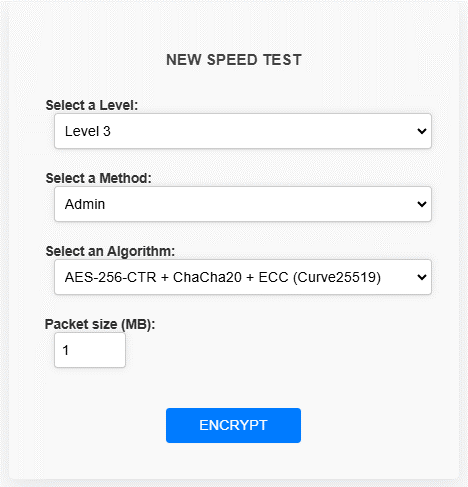 NEW SPEED TEST
Select a Level:
Level 3
Select a Method:
Admin
Select an Algorithm:
AES-256-CTR + ChaCha20 + ECC (Curve25519)
Packet size (MB):
1
ENCRYPT